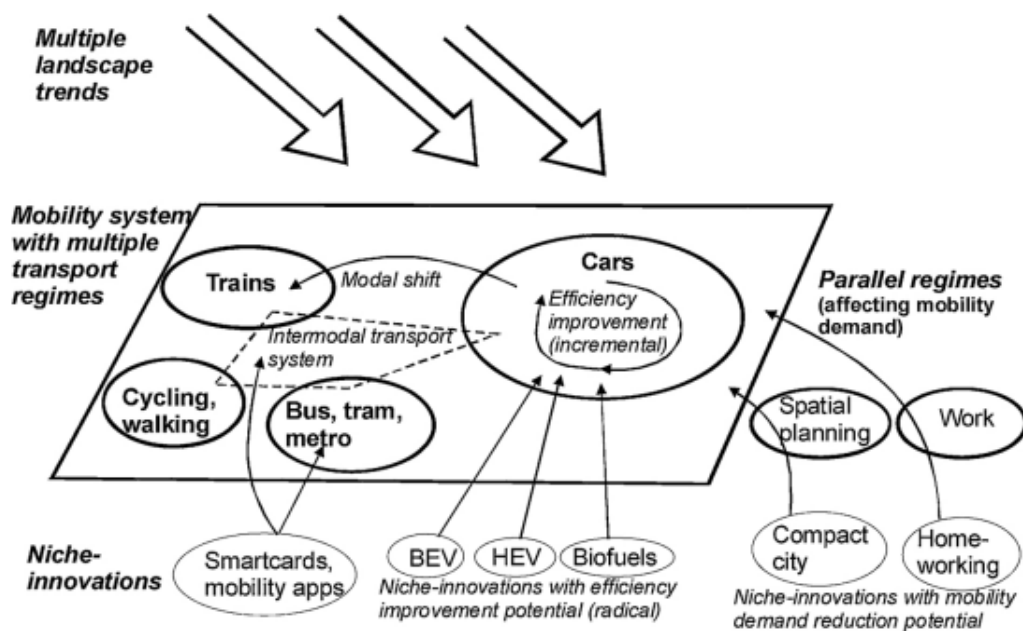 Multiple
landscape
trends
Mobility system
with multiple
transport
regimes
Trains
Modal shift
Cars
Efficiency
improvement
(incremental)
Parallel regimes
(affecting mobility
demand)
Intermodal transport
system
Cycling,
walking
Bus, tram,
metro
Spatial
planning
Work
Niche-
innovations
Smartcards,
mobility apps
BEV
HEV
Biofuels
Niche-innovations with efficiency
improvement potential (radical)
Compact
city
Home-
working
Niche-innovations with mobility
demand reduction potential